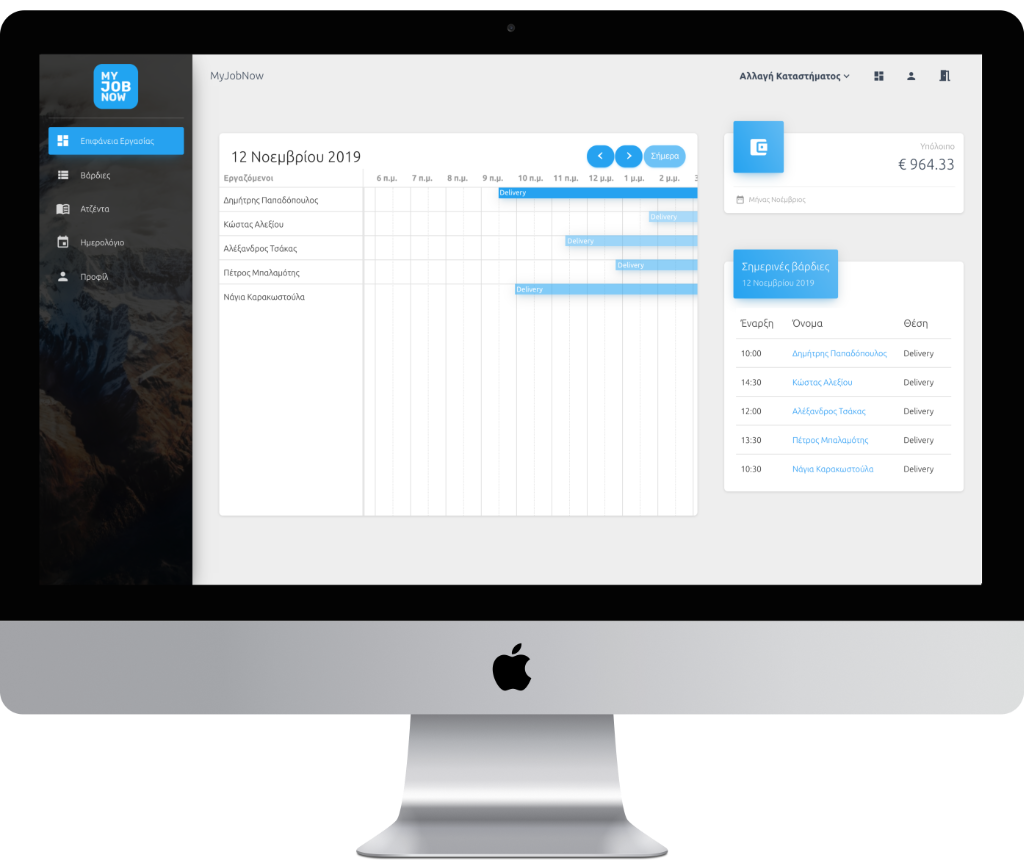 MY
JOB
NOW
Επιφάνεια Εργασίας
Βάρδιες
Ατζέντα
Ημερολόγιο
Προφίλ
MyJobNow
Αλλαγή Καταστήματος
12 Νοεμβρίου 2019
Σήμερα
Εργαζόμενοι
6 π.μ. 7 π.μ. 8 π.μ. 9 π.μ. 10 π.μ. 11 π.μ. 12 μ.μ. 1 μ.μ. 2 μ.μ. 3
Δημήτρης Παπαδόπουλος
Delivery
Κώστας Αλεξίου
Delivery
Αλέξανδρος Τσάκας
Delivery
Πέτρος Μπαλαμότης
Delivery
Νάγια Καρακωστούλα
Delivery
Υπόλοιπο
€ 964.33
Μήνας Νοέμβριος
Σημερινές βάρδιες
12 Νοεμβρίου 2019
Έναρξη Όνομα Θέση
10:00 Δημήτρης Παπαδόπουλος Delivery
14:30 Κώστας Αλεξίου Delivery
12:00 Αλέξανδρος Τσάκας Delivery
13:30 Πέτρος Μπαλαμότης Delivery
10:30 Νάγια Καρακωστούλα Delivery